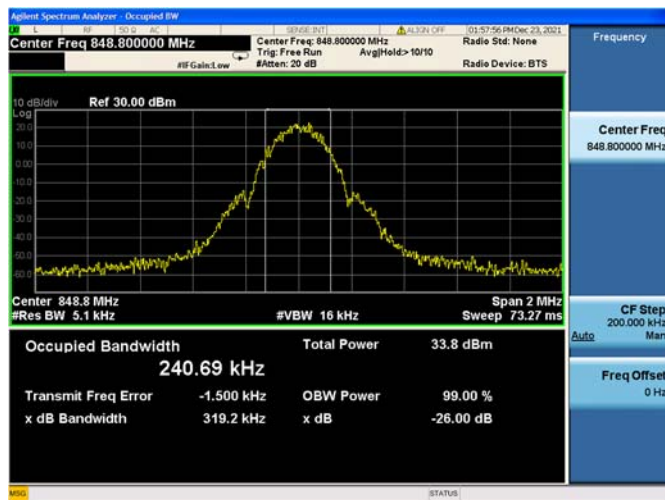 Agilent Spectrum Analyzer - Occupied BW
L RF 50 Ω AC SENSE:INT ALIGN OFF 01:57:56 PM Dec 23, 2021
Center Freq 848.800000 MHz
Center Freq: 848.800000 MHz
Radio Std: None
Trig: Free Run Avg|Hold:> 10/10
#IFGain:Low #Atten: 20 dB Radio Device: BTS
10 dB/div Ref 30.00 dBm
Log
20.0
10.0
0.00
-10.0
-20.0
-30.0
-40.0
-50.0
-60.0
Center 848.8 MHz Span 2 MHz
#Res BW 5.1 kHz #VBW 16 kHz Sweep 73.27 ms
Occupied Bandwidth Total Power 33.8 dBm
240.69 kHz
Transmit Freq Error -1.500 kHz OBW Power 99.00 %
x dB Bandwidth 319.2 kHz x dB -26.00 dB
MSG STATUS
Frequency
Center Freq
848.800000 MHz
CF Step
200.000 kHz
Auto Man
Freq Offset
0 Hz